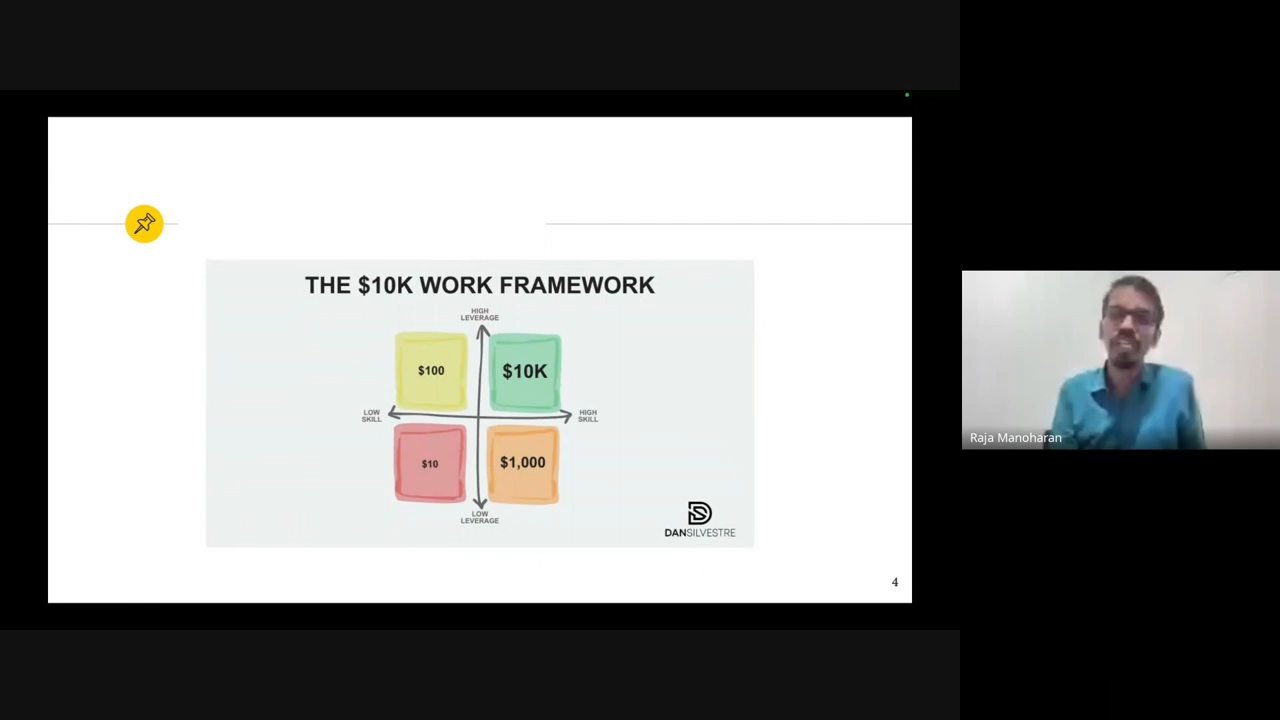 THE $10K WORK FRAMEWORK
HIGH
LEVERAGE
$100
$10K
LOW
SKILL
HIGH
SKILL
$10
$1,000
LOW
LEVERAGE
DANSILVESTRE
4
Raja Manoharan